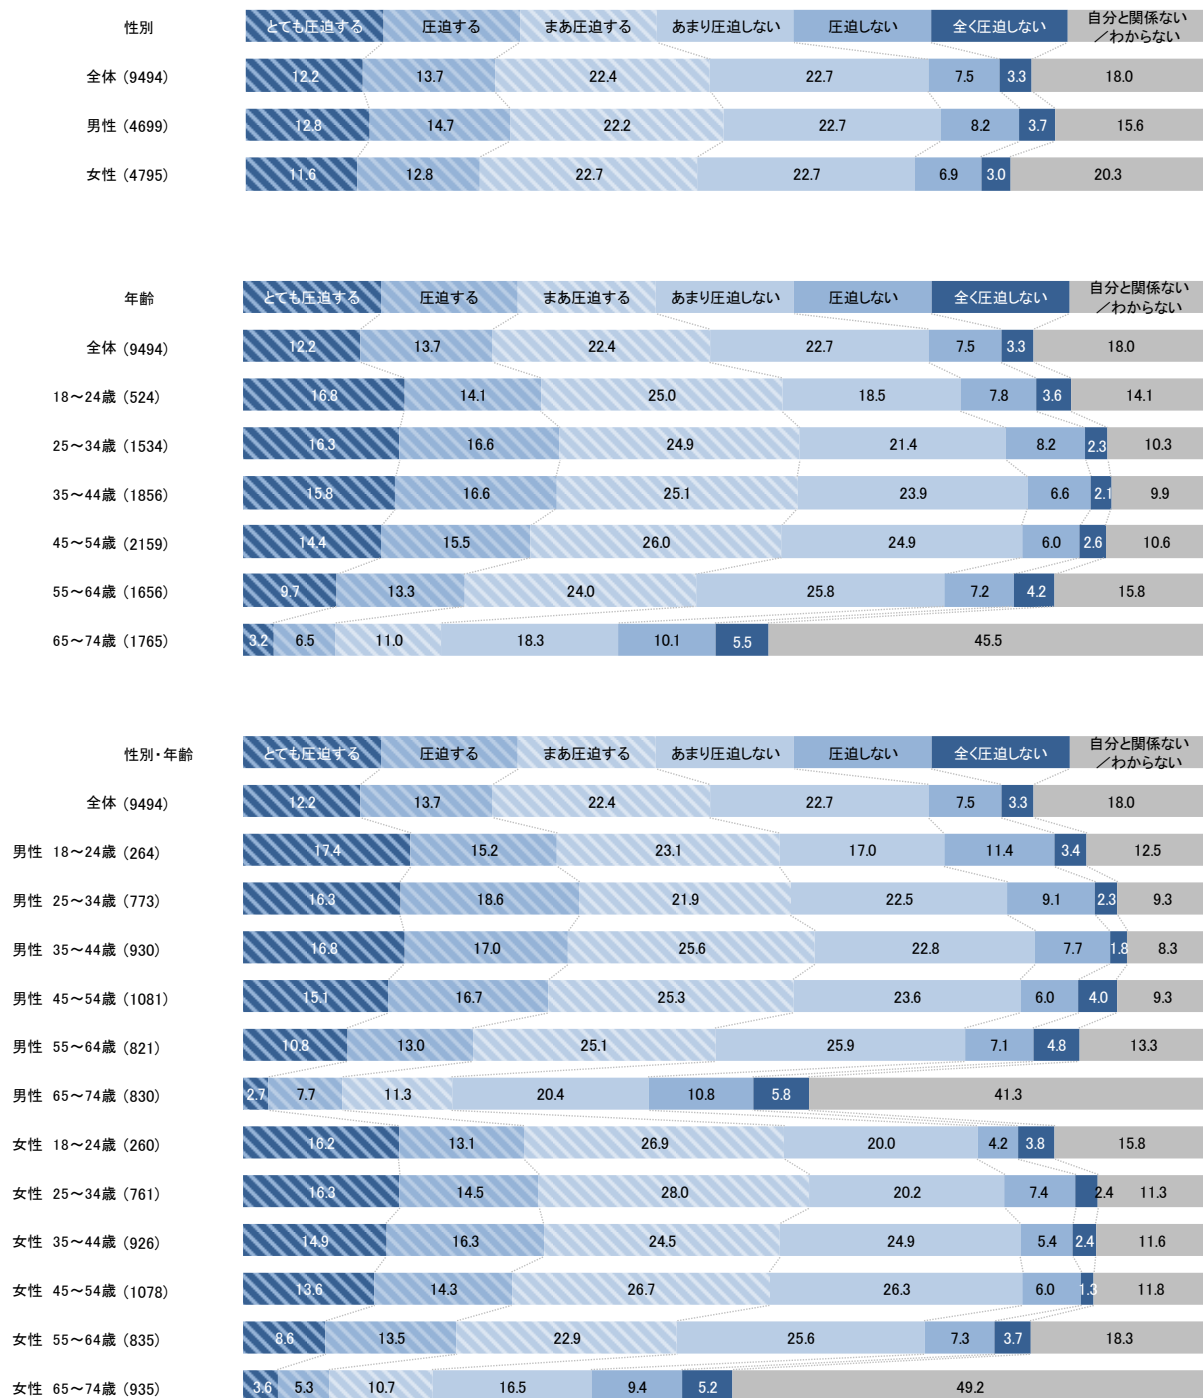 性別 とても圧迫する 圧迫する まあ圧迫する あまり圧迫しない 圧迫しない 全く圧迫しない 自分と関係ない／わからない
全体 (9494) 12.2 13.7 22.4 22.7 7.5 3.3 18.0
男性 (4699) 12.8 14.7 22.2 22.7 8.2 3.7 15.6
女性 (4795) 11.6 12.8 22.7 22.7 6.9 3.0 20.3
年齢 とても圧迫する 圧迫する まあ圧迫する あまり圧迫しない 圧迫しない 全く圧迫しない 自分と関係ない／わからない
全体 (9494) 12.2 13.7 22.4 22.7 7.5 3.3 18.0
18～24歳 (524) 16.8 14.1 25.0 18.5 7.8 3.6 14.1
25～34歳 (1534) 16.3 16.6 24.9 21.4 8.2 2.3 10.3
35～44歳 (1856) 15.8 16.6 25.1 23.9 6.6 2.1 9.9
45～54歳 (2159) 14.4 15.5 26.0 24.9 6.0 2.6 10.6
55～64歳 (1656) 9.7 13.3 24.0 25.8 7.2 4.2 15.8
65～74歳 (1765) 3.2 6.5 11.0 18.3 10.1 5.5 45.5
性別・年齢 とても圧迫する 圧迫する まあ圧迫する あまり圧迫しない 圧迫しない 全く圧迫しない 自分と関係ない／わからない
全体 (9494) 12.2 13.7 22.4 22.7 7.5 3.3 18.0
男性 18～24歳 (264) 17.4 15.2 23.1 17.0 11.4 3.4 12.5
男性 25～34歳 (773) 16.3 18.6 21.9 22.5 9.1 2.3 9.3
男性 35～44歳 (930) 16.8 17.0 25.6 22.8 7.7 1.8 8.3
男性 45～54歳 (1081) 15.1 16.7 25.3 23.6 6.0 4.0 9.3
男性 55～64歳 (821) 10.8 13.0 25.1 25.9 7.1 4.8 13.3
男性 65～74歳 (830) 2.7 7.7 11.3 20.4 10.8 5.8 41.3
女性 18～24歳 (260) 16.2 13.1 26.9 20.0 4.2 3.8 15.8
女性 25～34歳 (761) 16.3 14.5 28.0 20.2 7.4 2.4 11.3
女性 35～44歳 (926) 14.9 16.3 24.5 24.9 5.4 2.4 11.6
女性 45～54歳 (1078) 13.6 14.3 26.7 26.3 6.0 1.3 11.8
女性 55～64歳 (835) 8.6 13.5 22.9 25.6 7.3 3.7 18.3
女性 65～74歳 (935) 3.6 5.3 10.7 16.5 9.4 5.2 49.2